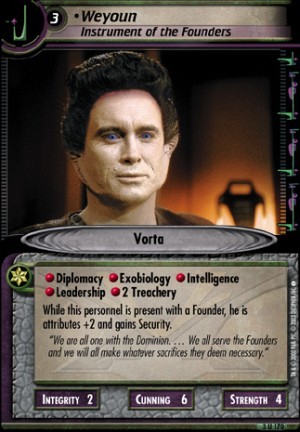 3
• Weyoun
Instrument of the Founders
Vorta
• Diplomacy • Exobiology • Intelligence
• Leadership • 2 Treachery
While this personnel is present with a Founder, he is
attributes +2 and gains Security.
"We are all one with the Dominion. . . . We all serve the Founders
and we will all make whatever sacrifices they deem necessary."
Integrity 2 Cunning 6 Strength 4